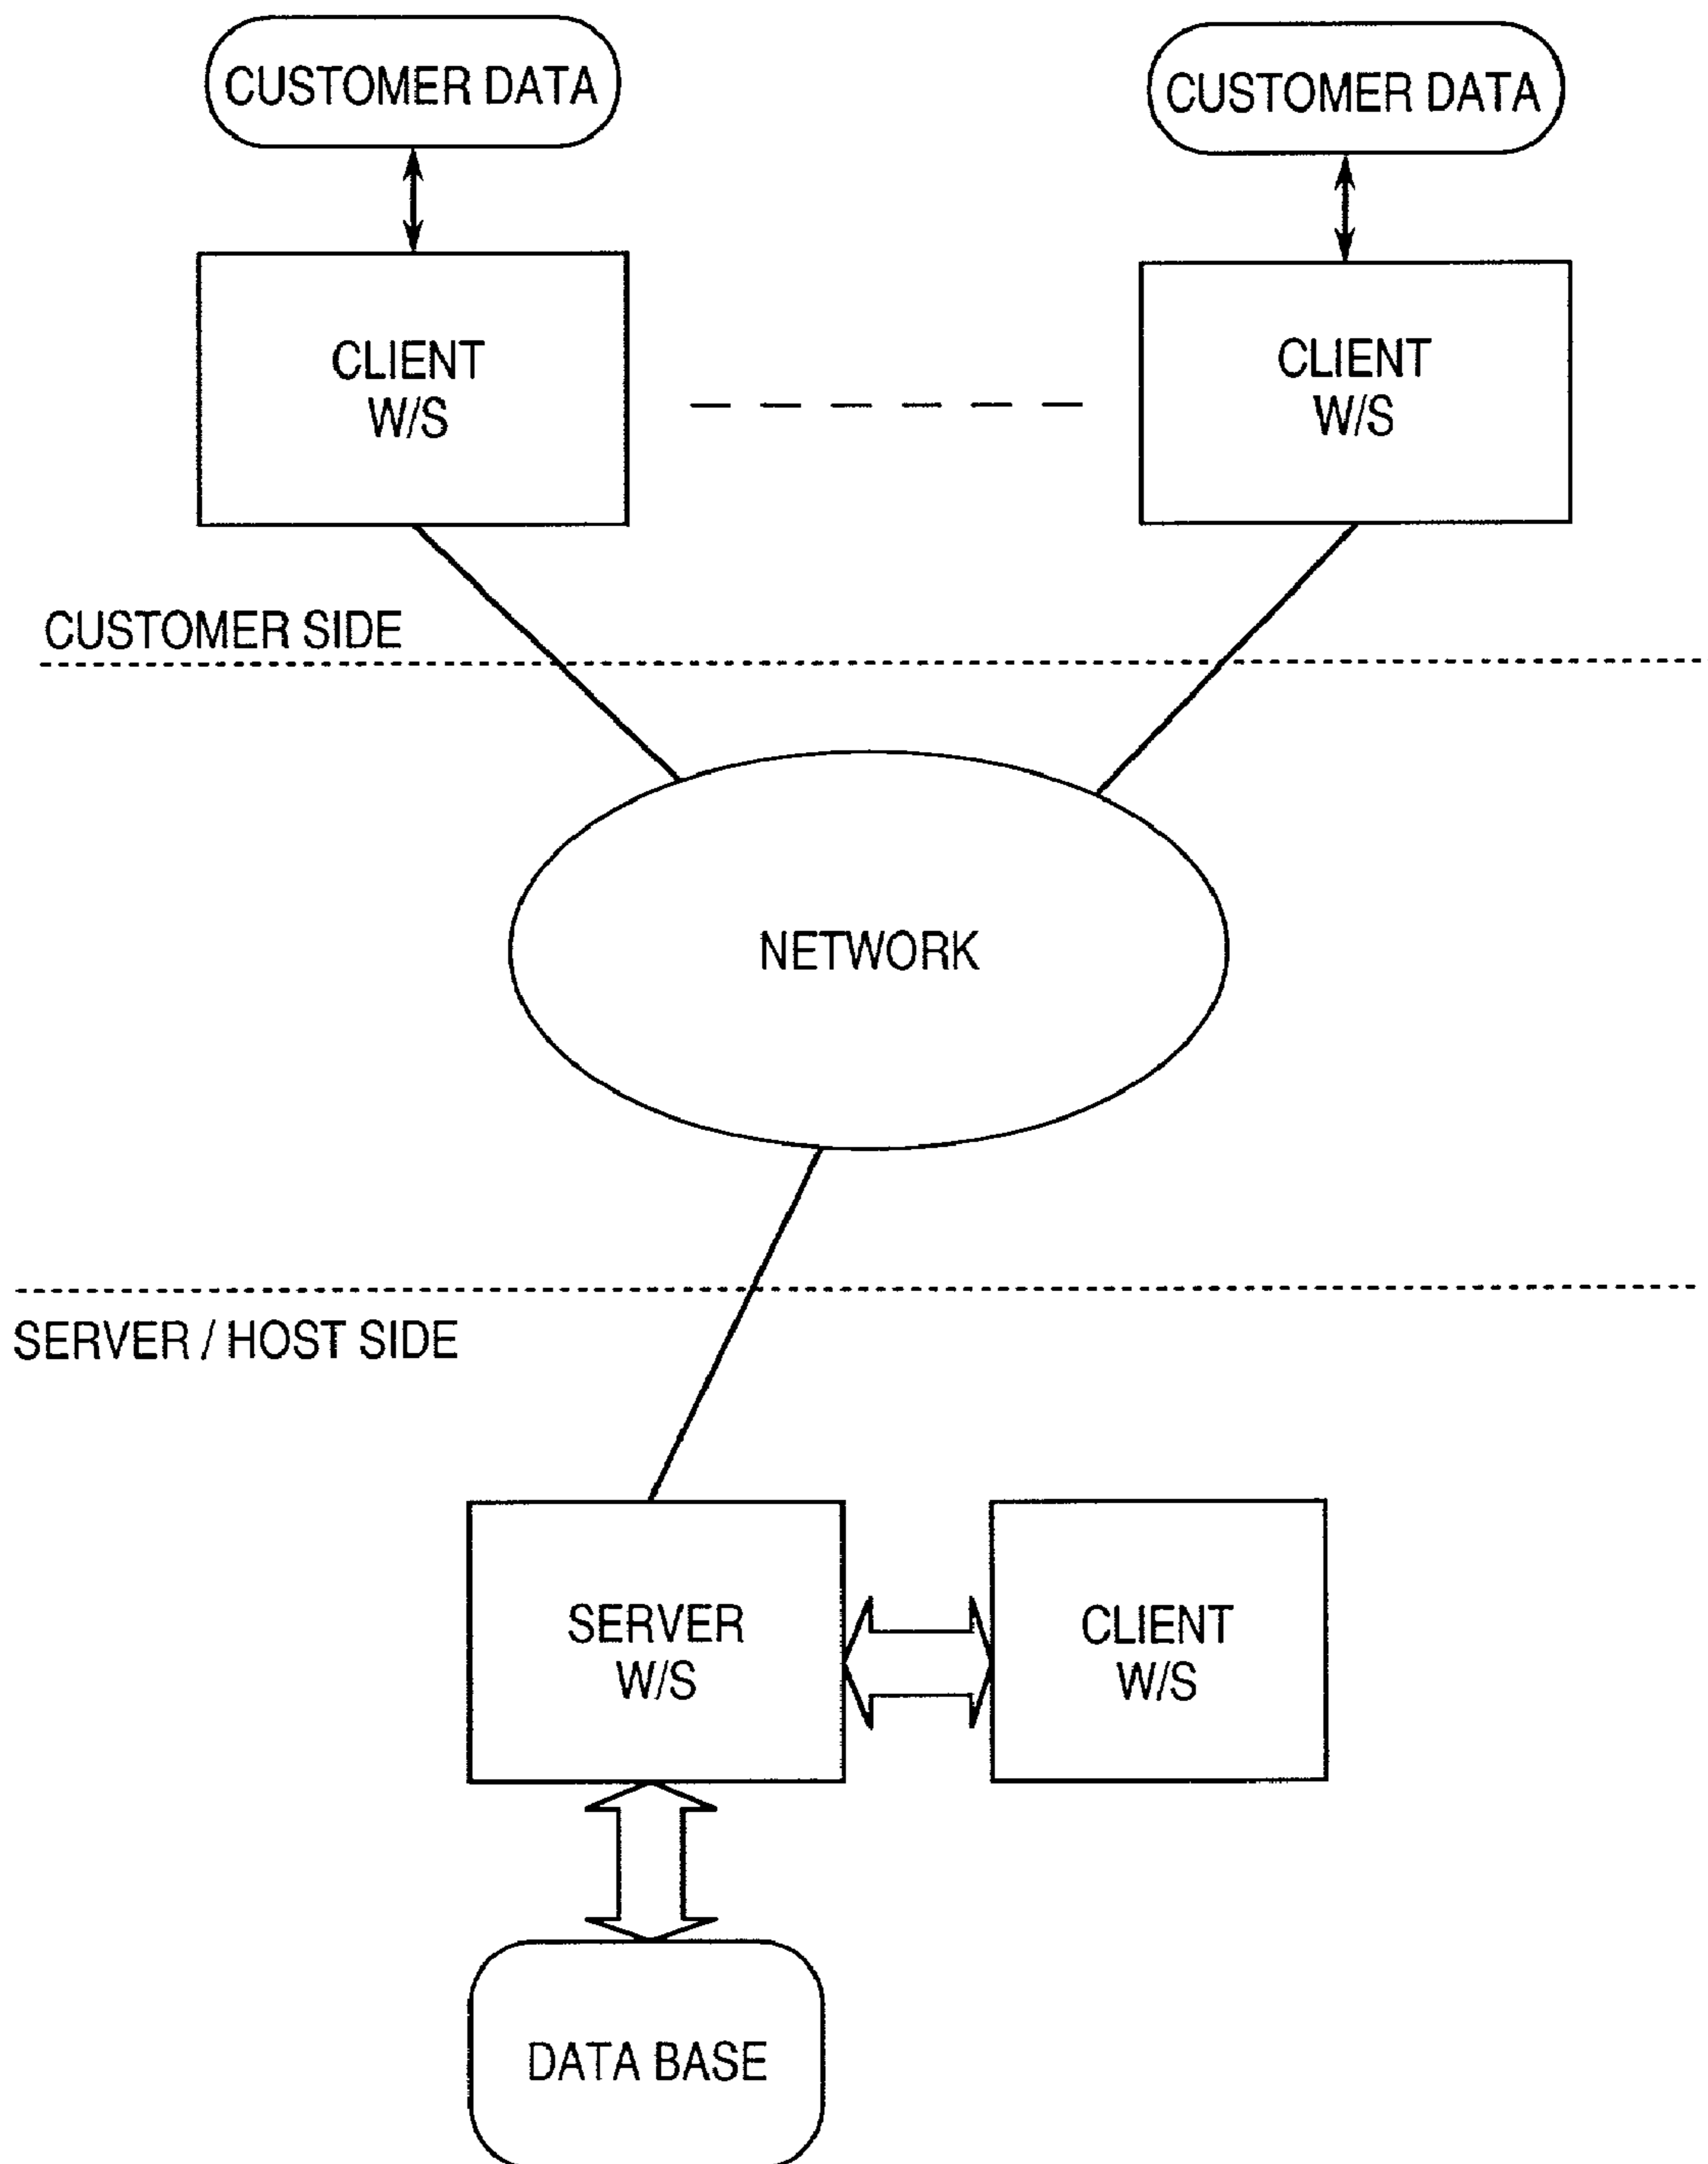 CUSTOMER DATA
CUSTOMER DATA
CLIENT
W/S
CLIENT
W/S
CUSTOMER SIDE
NETWORK
SERVER / HOST SIDE
SERVER
W/S
CLIENT
W/S
DATA BASE